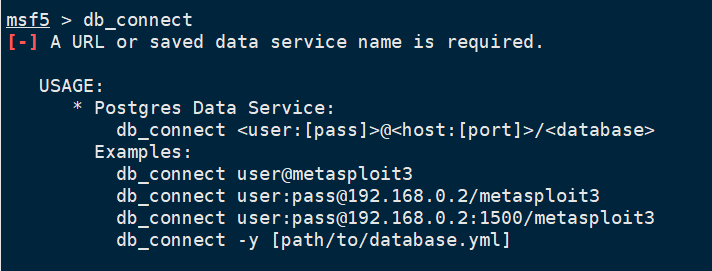 msf5 > db_connect
[-] A URL or saved data service name is required.
USAGE:
* Postgres Data Service:
db_connect <user:[pass]>@<host:[port]>/<database>
Examples:
db_connect user@metasploit3
db_connect user:pass@192.168.0.2/metasploit3
db_connect user:pass@192.168.0.2:1500/metasploit3
db_connect -y [path/to/database.yml]